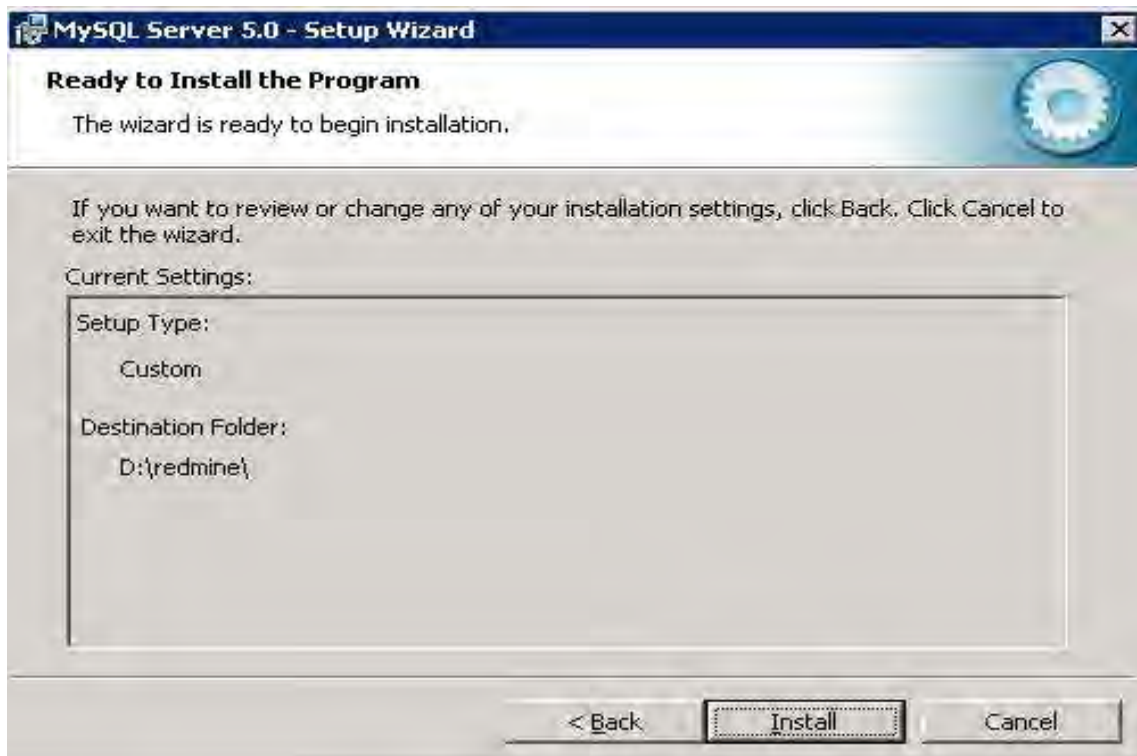 MySQL Server 5.0 - Setup Wizard
Ready to Install the Program
The wizard is ready to begin installation.
If you want to review or change any of your installation settings, click Back. Click Cancel to
exit the wizard.
Current Settings:
Setup Type:
Custom
Destination Folder:
D:\redmine\
< Back
Install
Cancel